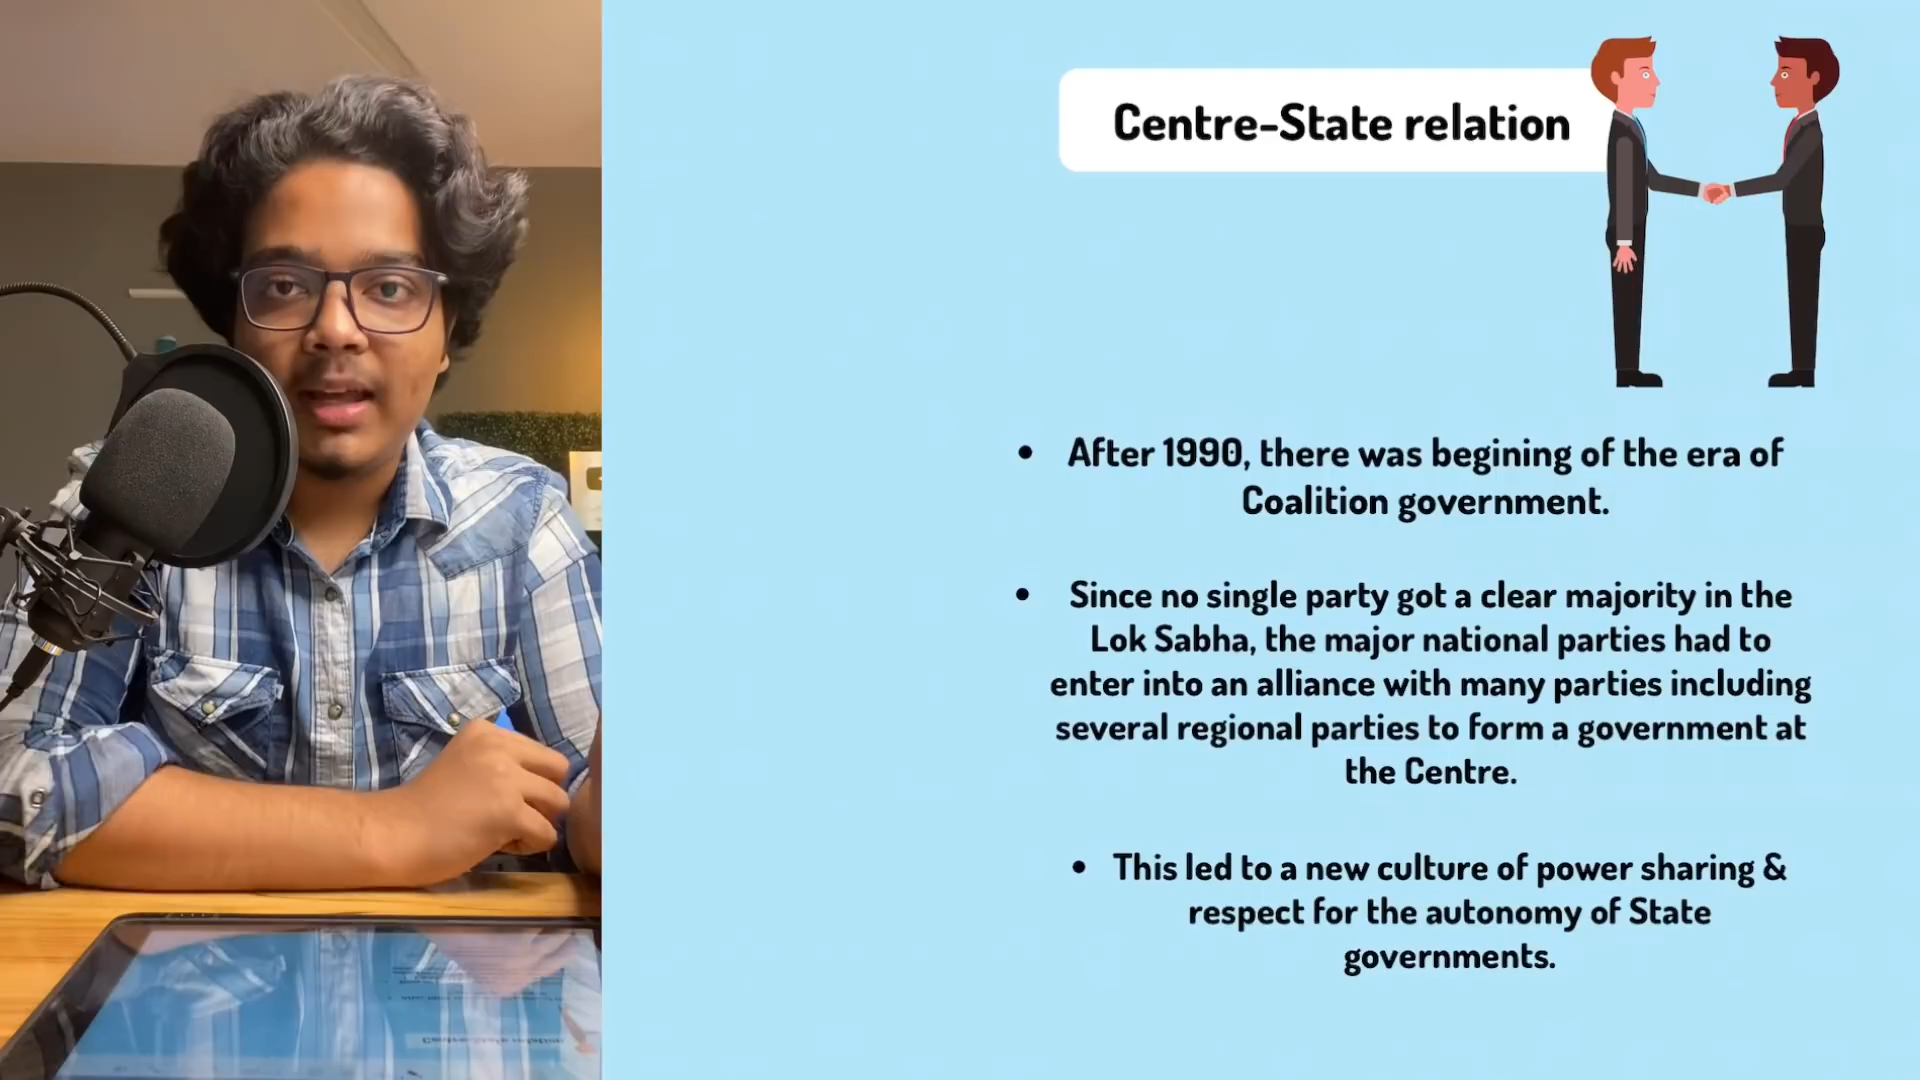 Centre-State relation
• After 1990, there was begining of the era of
Coalition government.
• Since no single party got a clear majority in the
Lok Sabha, the major national parties had to
enter into an alliance with many parties including
several regional parties to form a government at
the Centre.
• This led to a new culture of power sharing &
respect for the autonomy of State
governments.